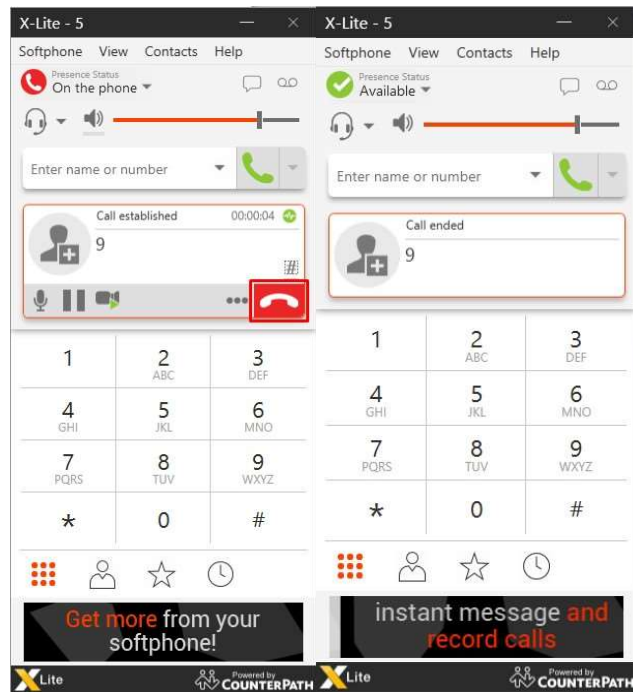 X-Lite - 5
Softphone View Contacts Help
Presence Status
On the phone
Enter name or number
Call established 00:00:04
9
#
1 2 3
ABC DEF
4 5 6
GHI JKL MNO
7 8 9
PQRS TUV WXYZ
* 0 #
Get more from your
softphone!
X Lite
Powered by
COUNTERPATH
X-Lite - 5
Softphone View Contacts Help
Presence Status
Available
Enter name or number
Call ended
9
1 2 3
ABC DEF
4 5 6
GHI JKL MNO
7 8 9
PQRS TUV WXYZ
* 0 #
instant message and
record calls
X Lite
Powered by
COUNTERPATH